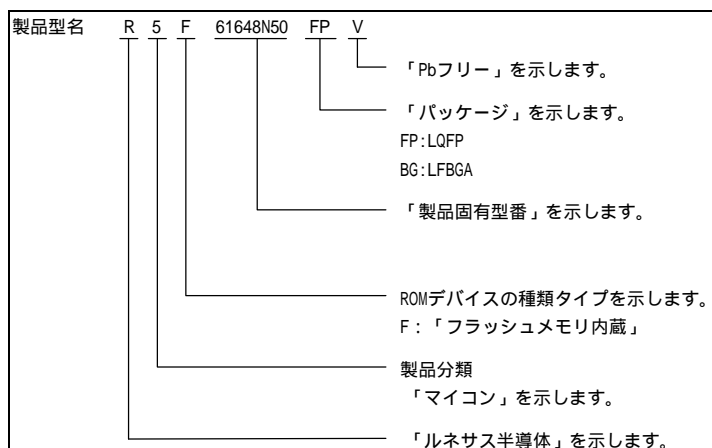 製品型名 R 5 F 61648N50 FP V
「Pbフリー」を示します。
「パッケージ」を示します。
FP:LQFP
BG:LFBGA
「製品固有型番」を示します。
ROMデバイスの種類タイプを示します。
F:「フラッシュメモリ内蔵」
製品分類
「マイコン」を示します。
「ルネサス半導体」を示します。